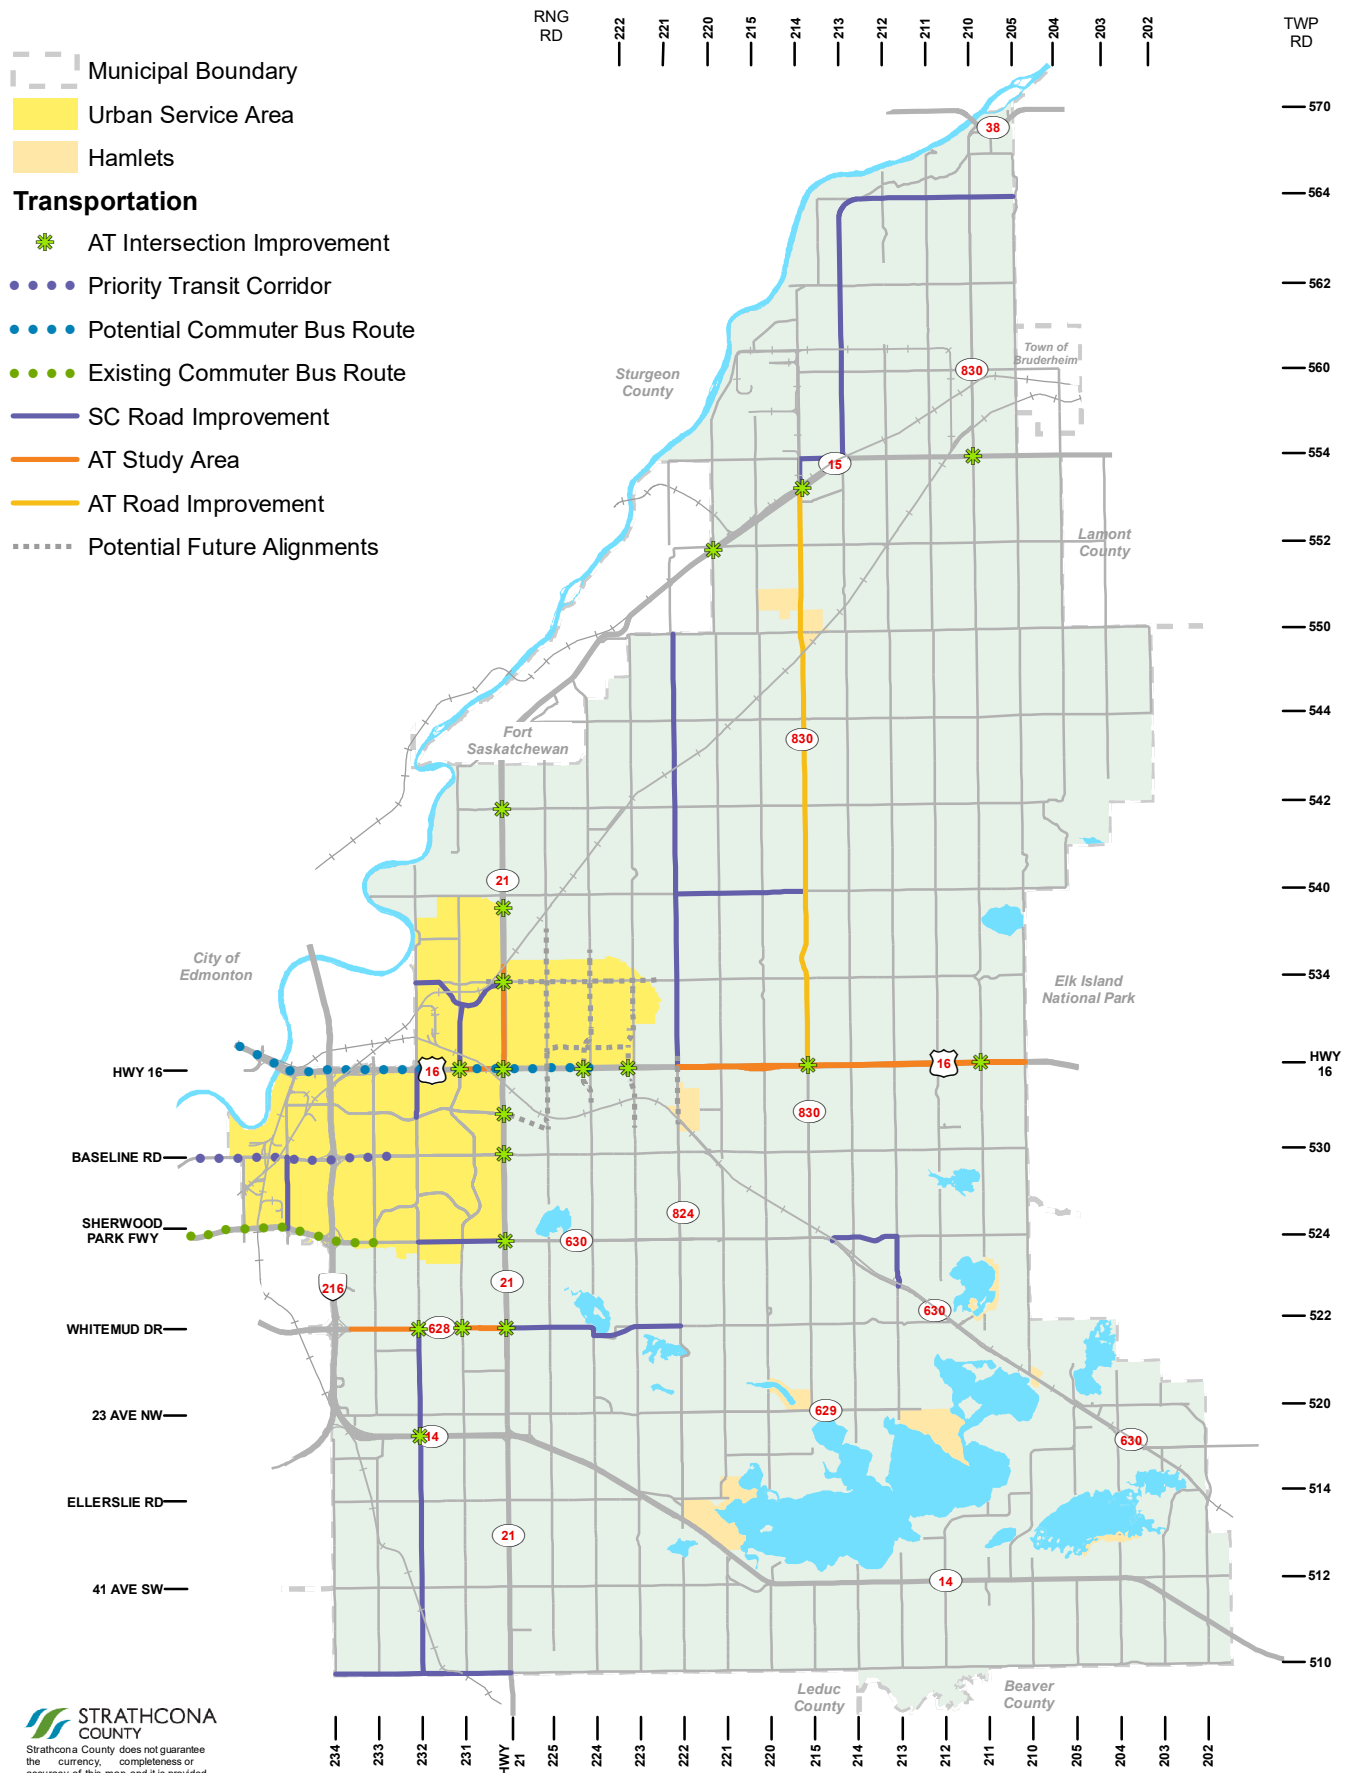 RNG
RD
222
221
220
215
214
213
212
211
210
205
204
203
202
TWP
RD
Municipal Boundary
Urban Service Area
Hamlets
Transportation
AT Intersection Improvement
Priority Transit Corridor
Potential Commuter Bus Route
Existing Commuter Bus Route
SC Road Improvement
AT Study Area
AT Road Improvement
Potential Future Alignments
570
564
562
560
554
552
550
544
542
540
534
HWY
16
530
524
522
520
514
512
510
38
Town of
Bruderheim
830
Sturgeon
County
15
Lamont
County
Fort
Saskatchewan
830
21
City of
Edmonton
Elk Island
National Park
HWY 16
16
16
830
BASELINE RD
SHERWOOD
PARK FWY
824
630
216
21
630
WHITEMUD DR
628
23 AVE NW
629
14
630
ELLERSLIE RD
21
41 AVE SW
14
Leduc
County
Beaver
County
STRATHCONA
COUNTY
Strathcona County does not guarantee
the currency, completeness or
accuracy of this map and it is provided
234
233
232
231
HWY
21
225
224
223
222
221
220
215
214
213
212
211
210
205
204
203
202